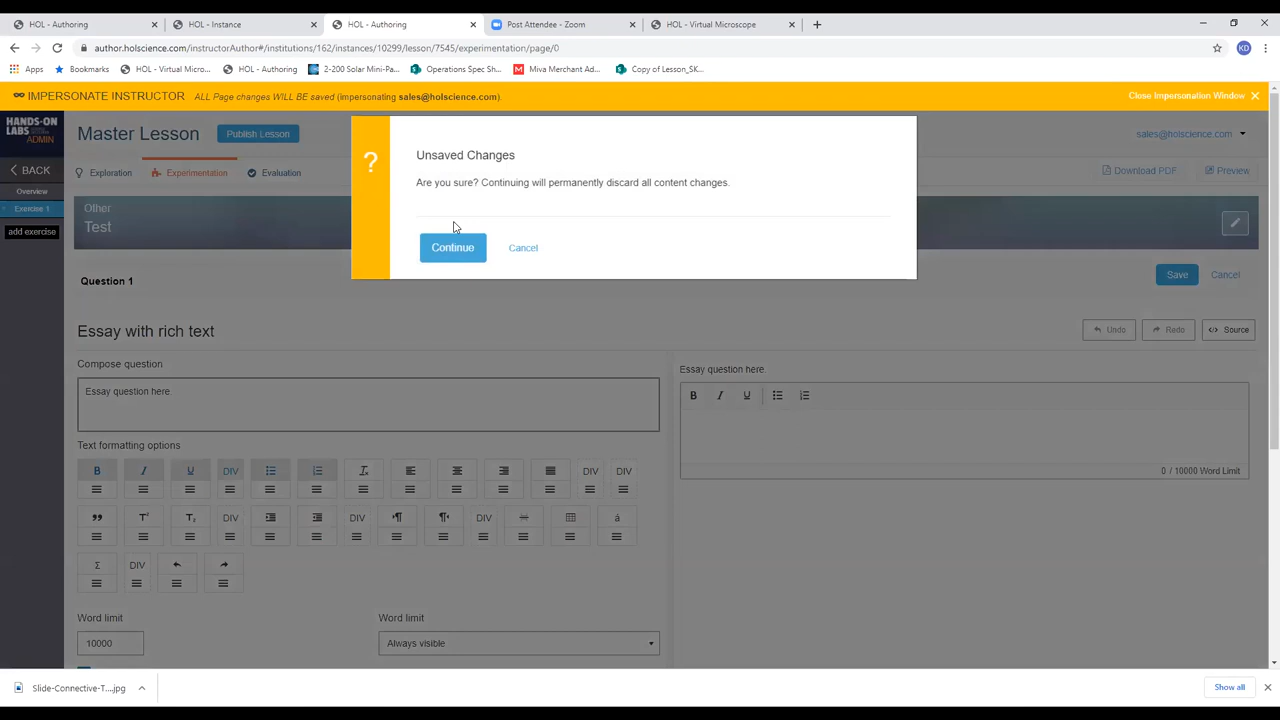 HOL - Authoring
HOL - Instance
HOL - Authoring
Post Attendee - Zoom
HOL - Virtual Microscope
author.holscience.com/instructorAuthor#/institutions/162/instances/10299/lesson/7545/experimentation/page/0
KD
Apps
Bookmarks
HOL - Virtual Micro...
HOL - Authoring
2-200 Solar Mini-Pa...
Operations Spec Sh...
Miva Merchant Ad...
Copy of Lesson_SK...
IMPERSONATE INSTRUCTOR ALL Page changes WILL BE saved (impersonating sales@holscience.com).
Close Impersonation Window
HANDS-ON
LABS
ADMIN
Master Lesson
Publish Lesson
sales@holscience.com
BACK
Exploration
Experimentation
Evaluation
Download PDF
Preview
Overview
Exercise 1
add exercise
Other
Test
?
Unsaved Changes
Are you sure? Continuing will permanently discard all content changes.
Continue
Cancel
Question 1
Save
Cancel
Essay with rich text
Undo
Redo
</> Source
Compose question
Essay question here.
Essay question here.
B I U
0 / 10000 Word Limit
Text formatting options
B I U DIV DIV DIV
DIV DIV DIV á
Σ DIV
Word limit
Word limit
10000
Always visible
Slide-Connective-T....jpg
Show all